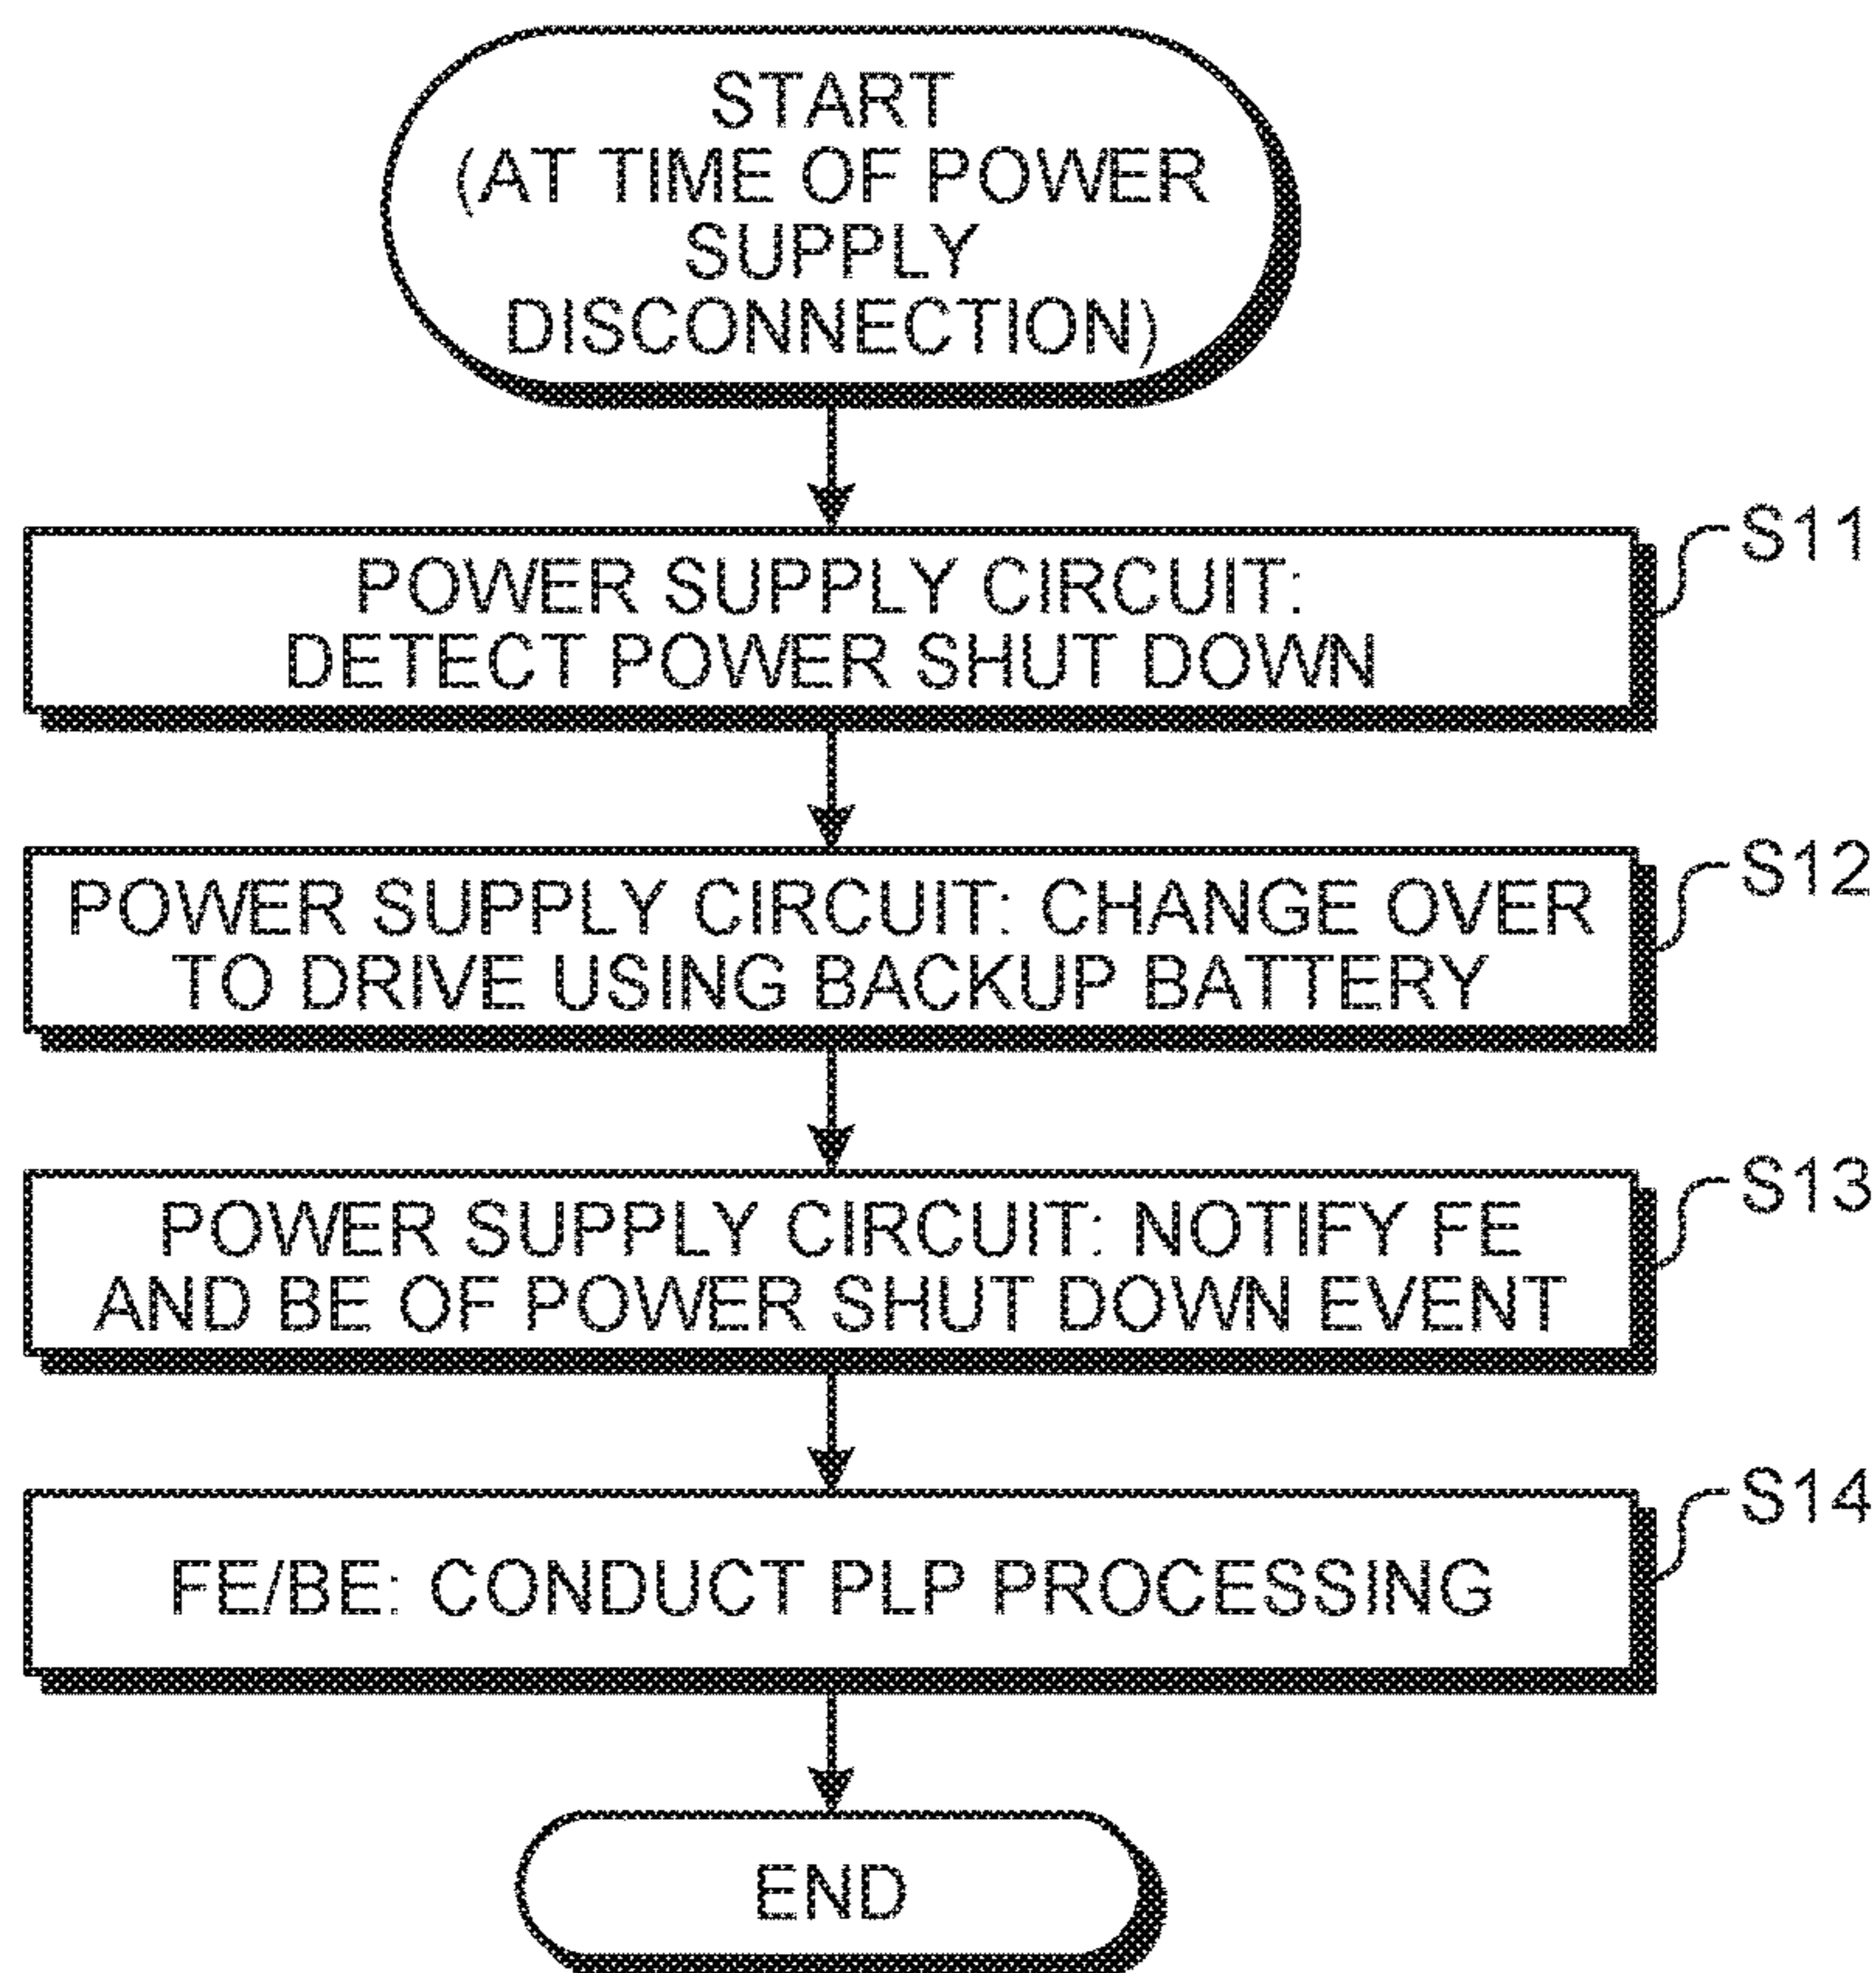 START
(AT TIME OF POWER
SUPPLY
DISCONNECTION)
S11
POWER SUPPLY CIRCUIT:
DETECT POWER SHUT DOWN
S12
POWER SUPPLY CIRCUIT: CHANGE OVER
TO DRIVE USING BACKUP BATTERY
S13
POWER SUPPLY CIRCUIT: NOTIFY FE
AND BE OF POWER SHUT DOWN EVENT
S14
FE/BE: CONDUCT PLP PROCESSING
END